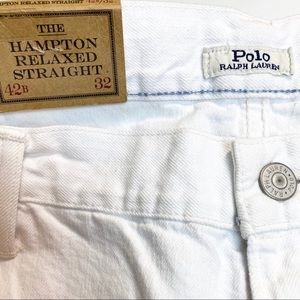 THE
HAMPTON
RELAXED
STRAIGHT
42B 32
Polo
RALPH LAUREN